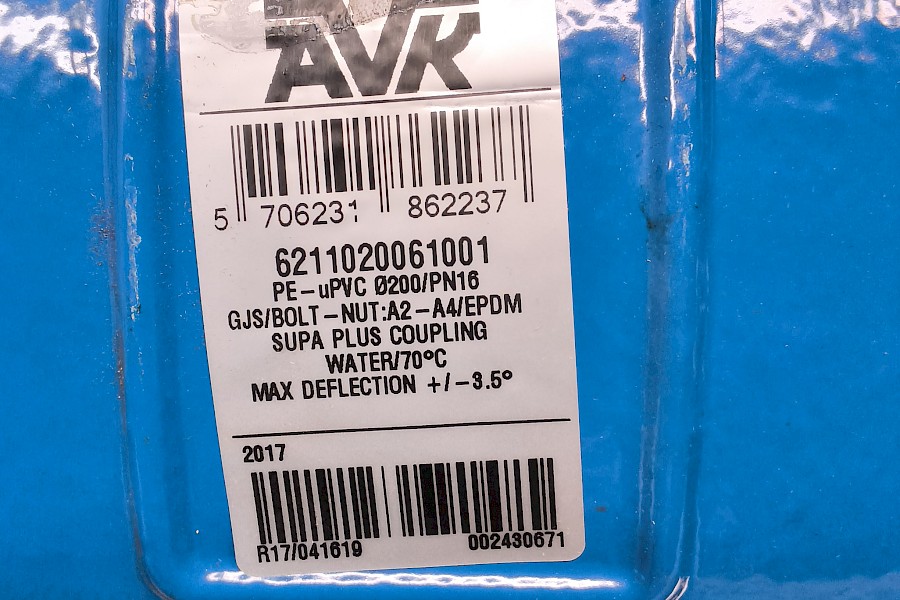 AVK
5 706231 862237
6211020061001
PE-uPVC Ø200/PN16
GJS/BOLT-NUT:A2-A4/EPDM
SUPA PLUS COUPLING
WATER/70°C
MAX DEFLECTION +/-3.5°
2017
R17/041619 002430671